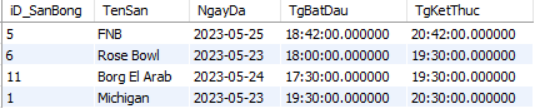 iD_SanBong TenSan NgayDa TgBatDau TgKetThuc
5 FNB 2023-05-25 18:42:00.000000 20:42:00.000000
6 Rose Bowl 2023-05-23 18:00:00.000000 19:30:00.000000
11 Borg El Arab 2023-05-24 17:30:00.000000 19:30:00.000000
1 Michigan 2023-05-23 19:30:00.000000 20:30:00.000000